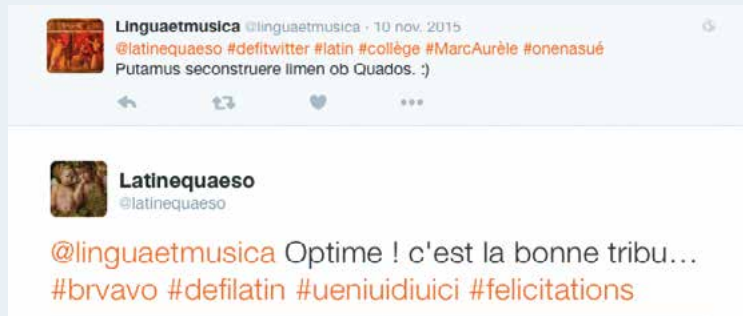 Linguaetmusica @linguaetmusica · 10 nov. 2015
@latinequaeso #defitwitter #latin #collège #MarcAurèle #onenasué
Putamus seconstruere limen ob Quados. :)
Latinequaeso
@latinequaeso
@linguaetmusica Optime ! c'est la bonne tribu...
#brvavo #defilatin #ueniuidiuici #felicitations